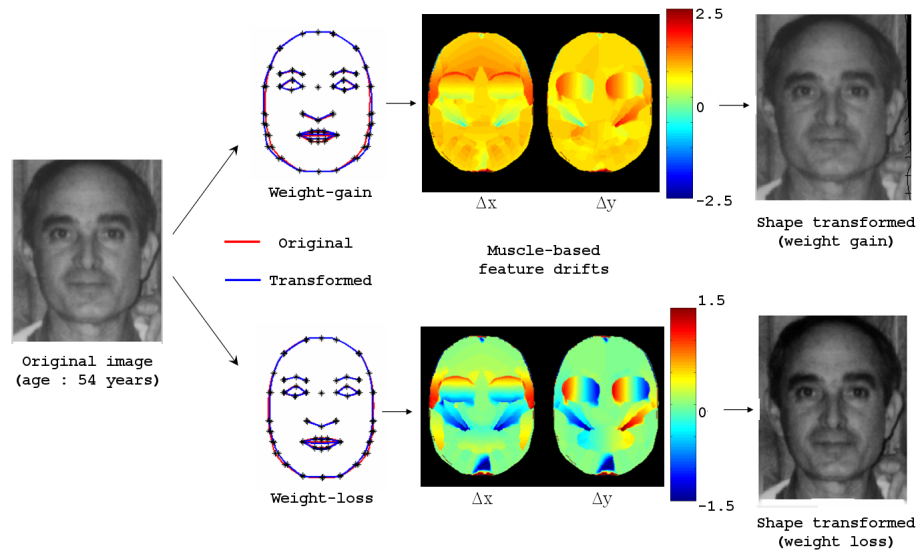 Original image
(age : 54 years)
Weight-gain
Original
Transformed
Weight-loss
Δx
Δy
2.5
0
-2.5
Muscle-based
feature drifts
1.5
0
-1.5
Δx
Δy
Shape transformed
(weight gain)
Shape transformed
(weight loss)